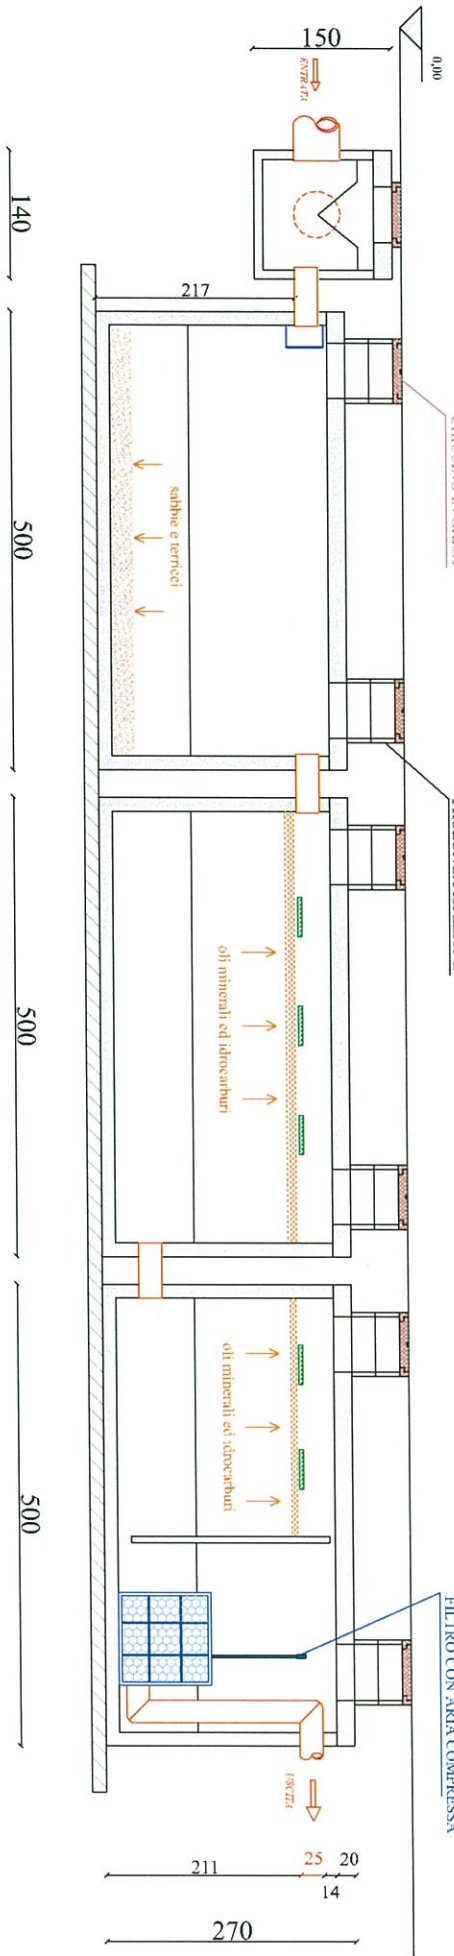 0,00
150
ENTRATA
140
217
sabbie e terricci
500
oli minerali ed idrocarburi
500
oli minerali ed idrocarburi
500
FILTRO CON ARIA COMPRESSA
USCITA
211
25
14
20
270